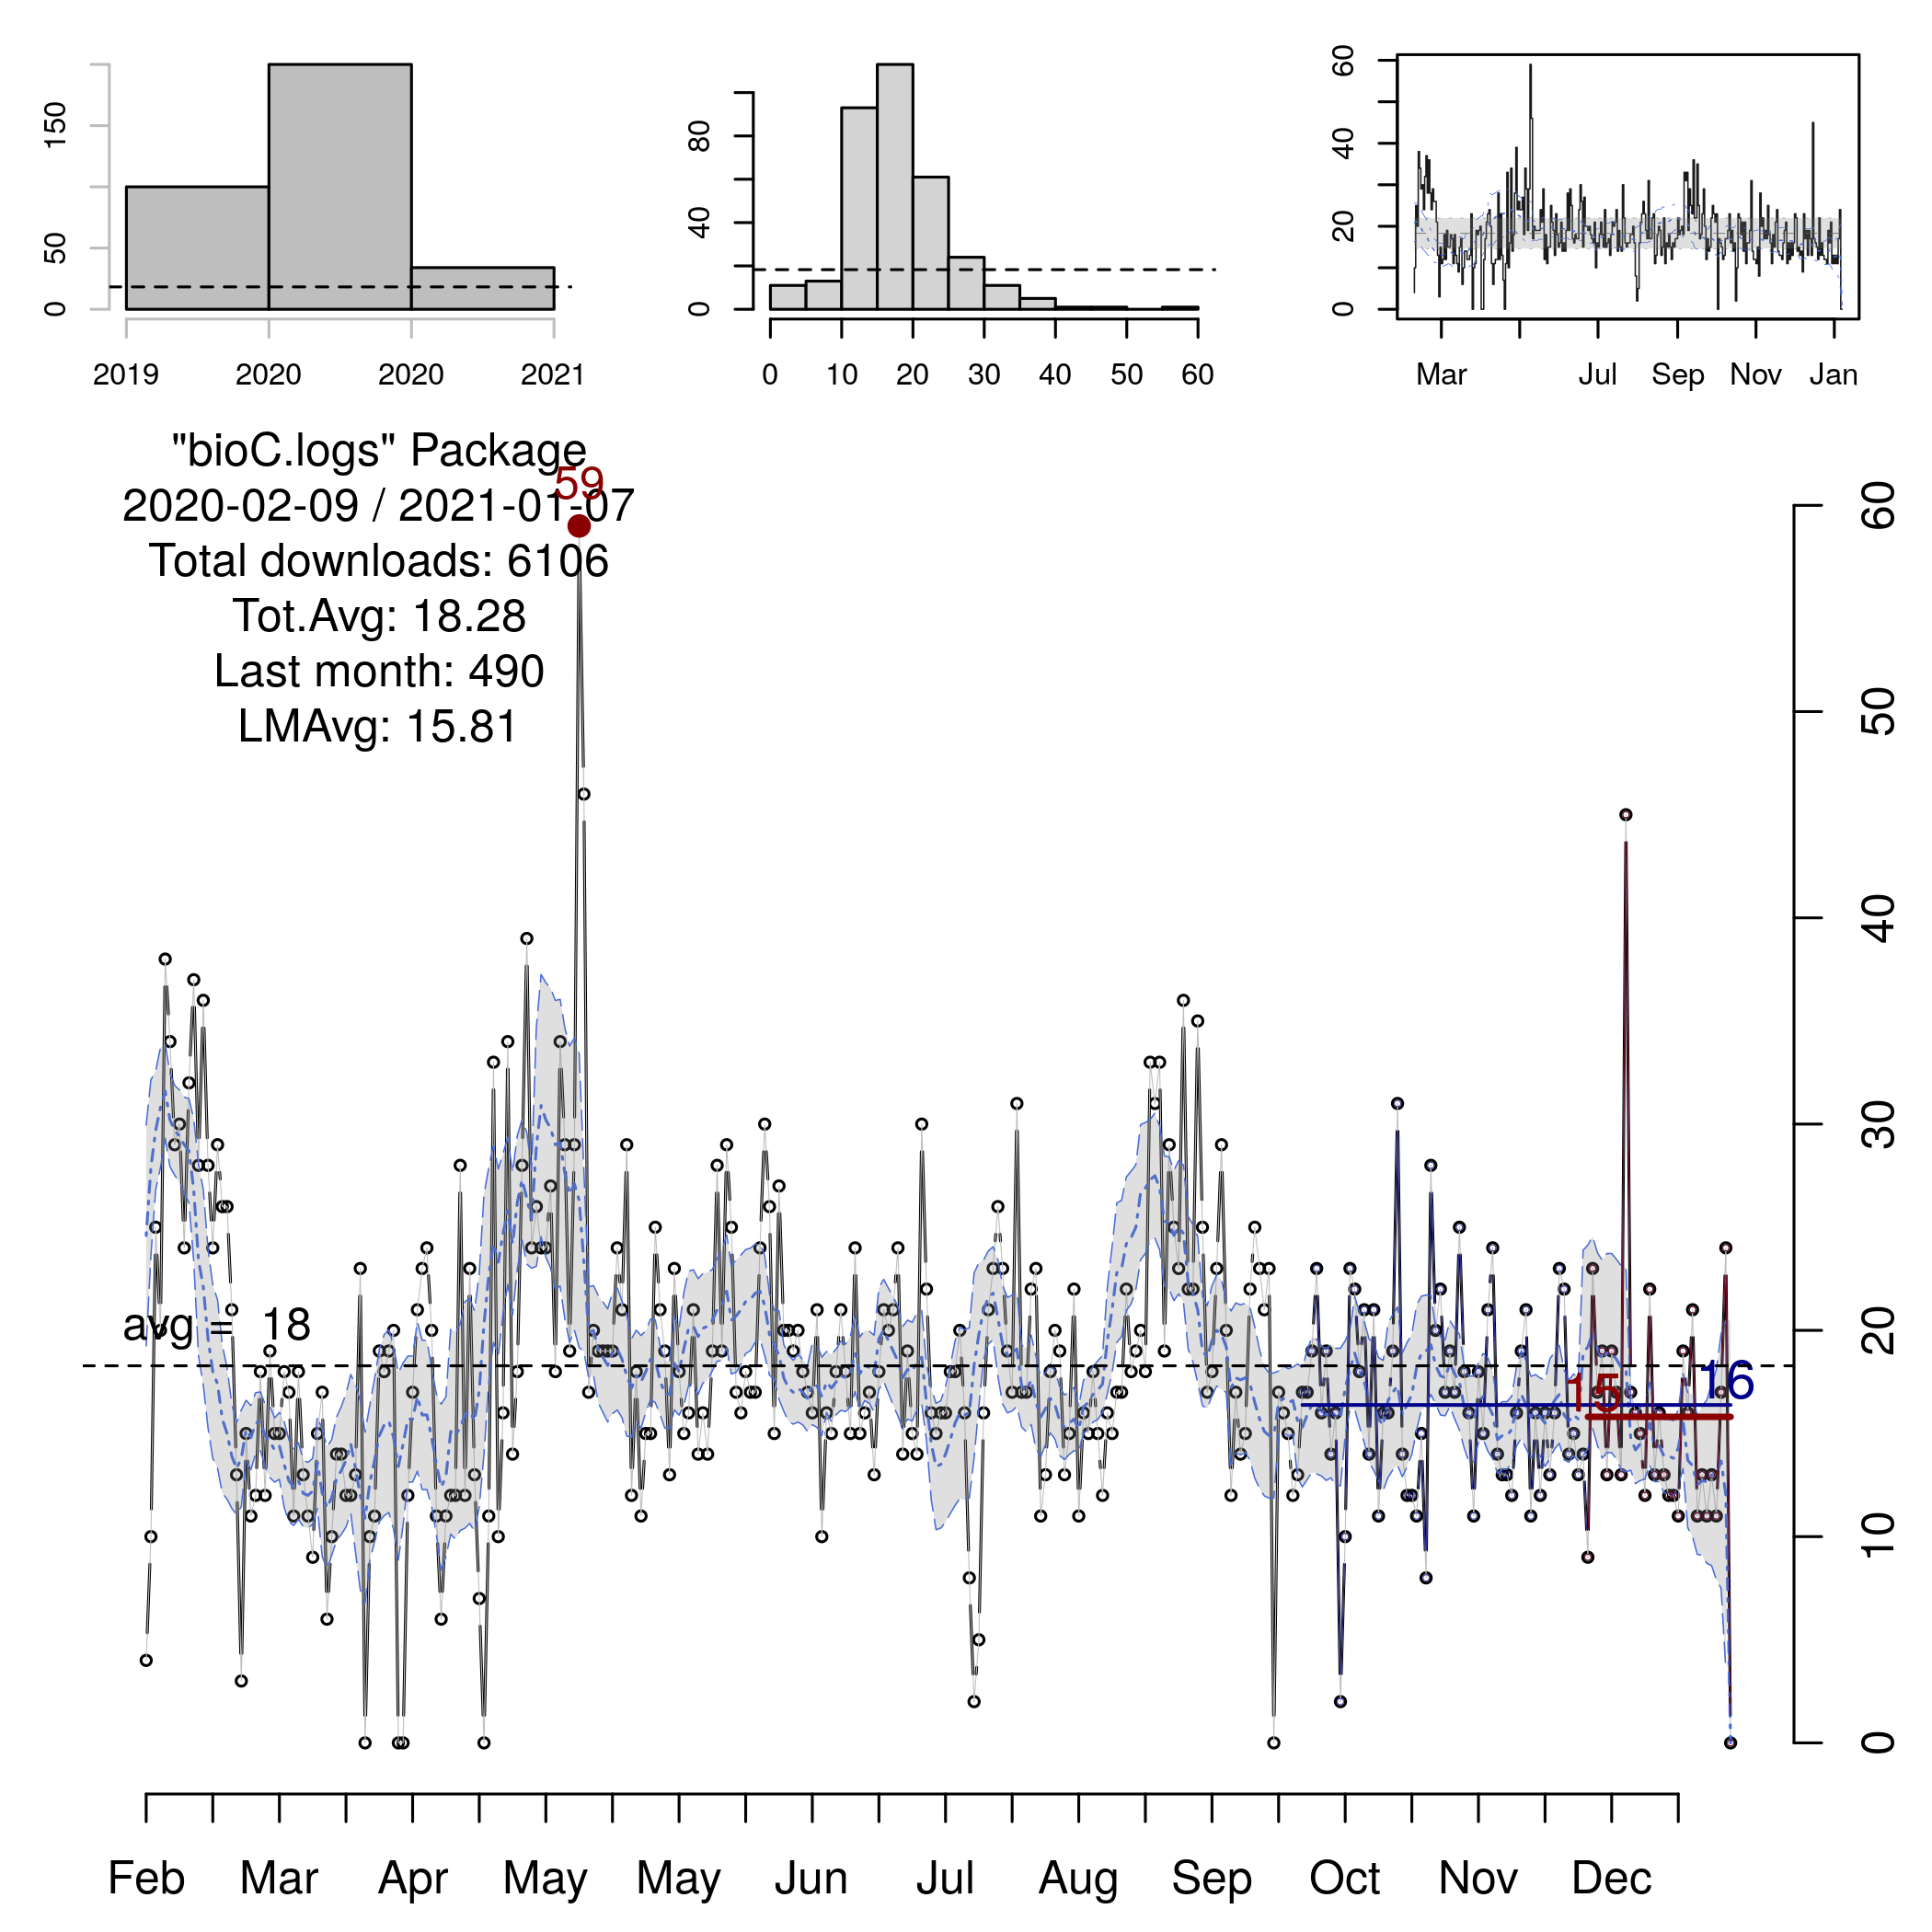 150
50
0
2019 2020 2020 2021
80
40
0
0 10 20 30 40 50 60
60
40
20
0
Mar Jul Sep Nov Jan
"bioC.logs" Package
59
2020-02-09 / 2021-01-07
Total downloads: 6106
Tot.Avg: 18.28
Last month: 490
LMAvg: 15.81
avg = 18
15
16
60
50
40
30
20
10
0
Feb Mar Apr May May Jun Jul Aug Sep Oct Nov Dec